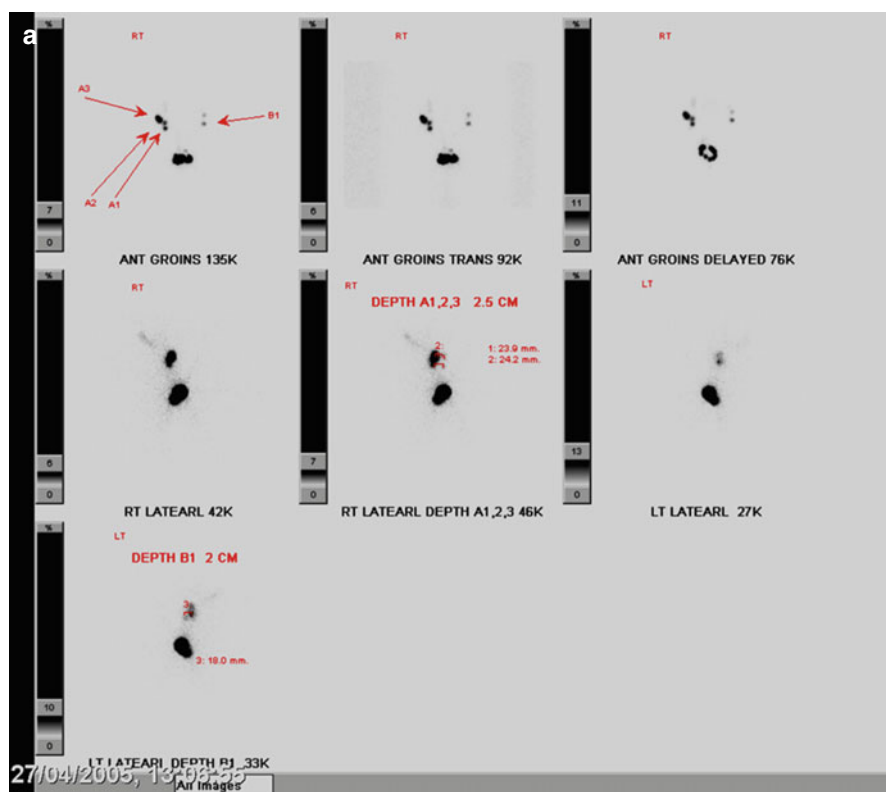 a
%
RT
A3
B1
A2
A1
7
0
ANT GROINS 135K
%
RT
6
0
ANT GROINS TRANS 92K
%
RT
11
0
ANT GROINS DELAYED 76K
%
RT
6
0
RT LATEARL 42K
%
RT
DEPTH A1,2,3 2.5 CM
2:
1: 23.9 mm.
2: 24.2 mm.
7
0
RT LATEARL DEPTH A1,2,3 46K
%
LT
13
0
LT LATEARL 27K
%
LT
DEPTH B1 2 CM
3:
3: 18.0 mm.
10
0
LT LATEARL DEPTH B1 33K
27/04/2005, 13:06:55
All Images